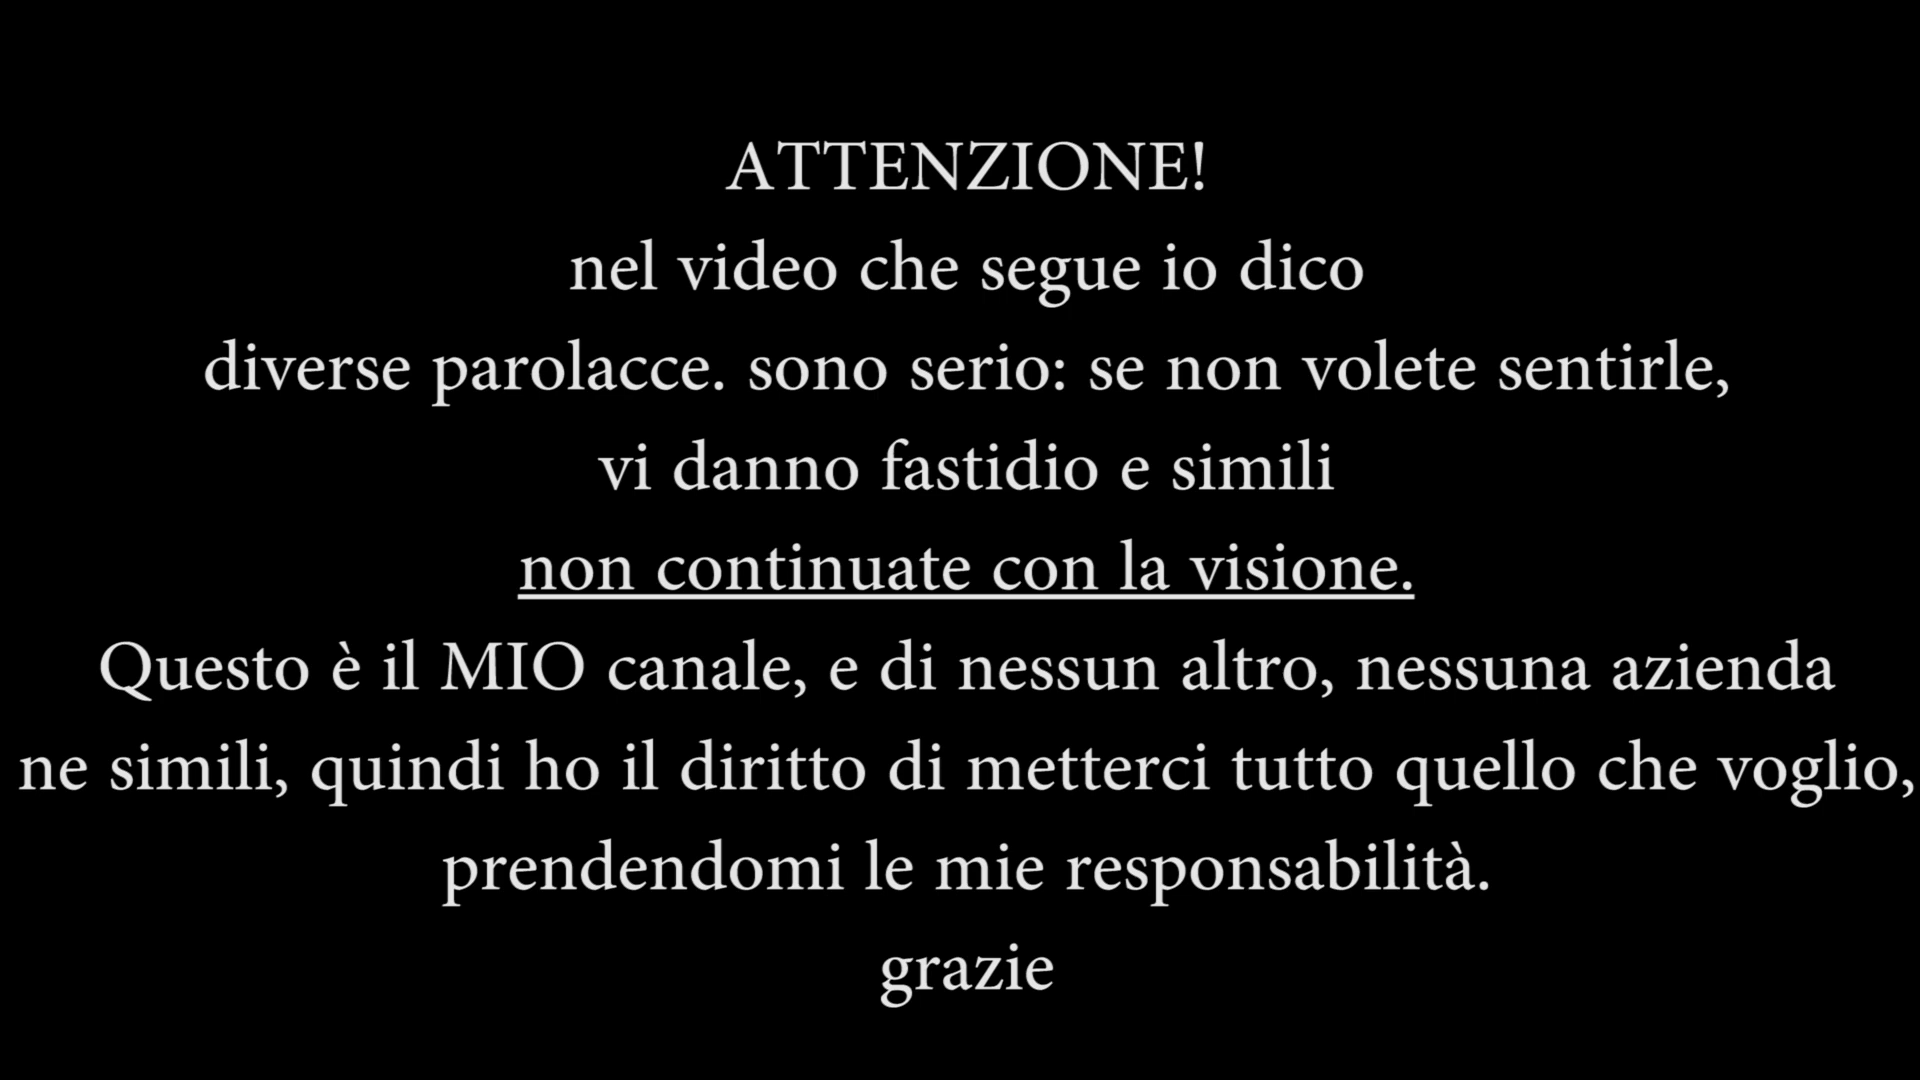 ATTENZIONE!
nel video che segue io dico
diverse parolacce. sono serio: se non volete sentirle,
vi danno fastidio e simili
non continuate con la visione.
Questo è il MIO canale, e di nessun altro, nessuna azienda
ne simili, quindi ho il diritto di metterci tutto quello che voglio,
prendendomi le mie responsabilità.
grazie